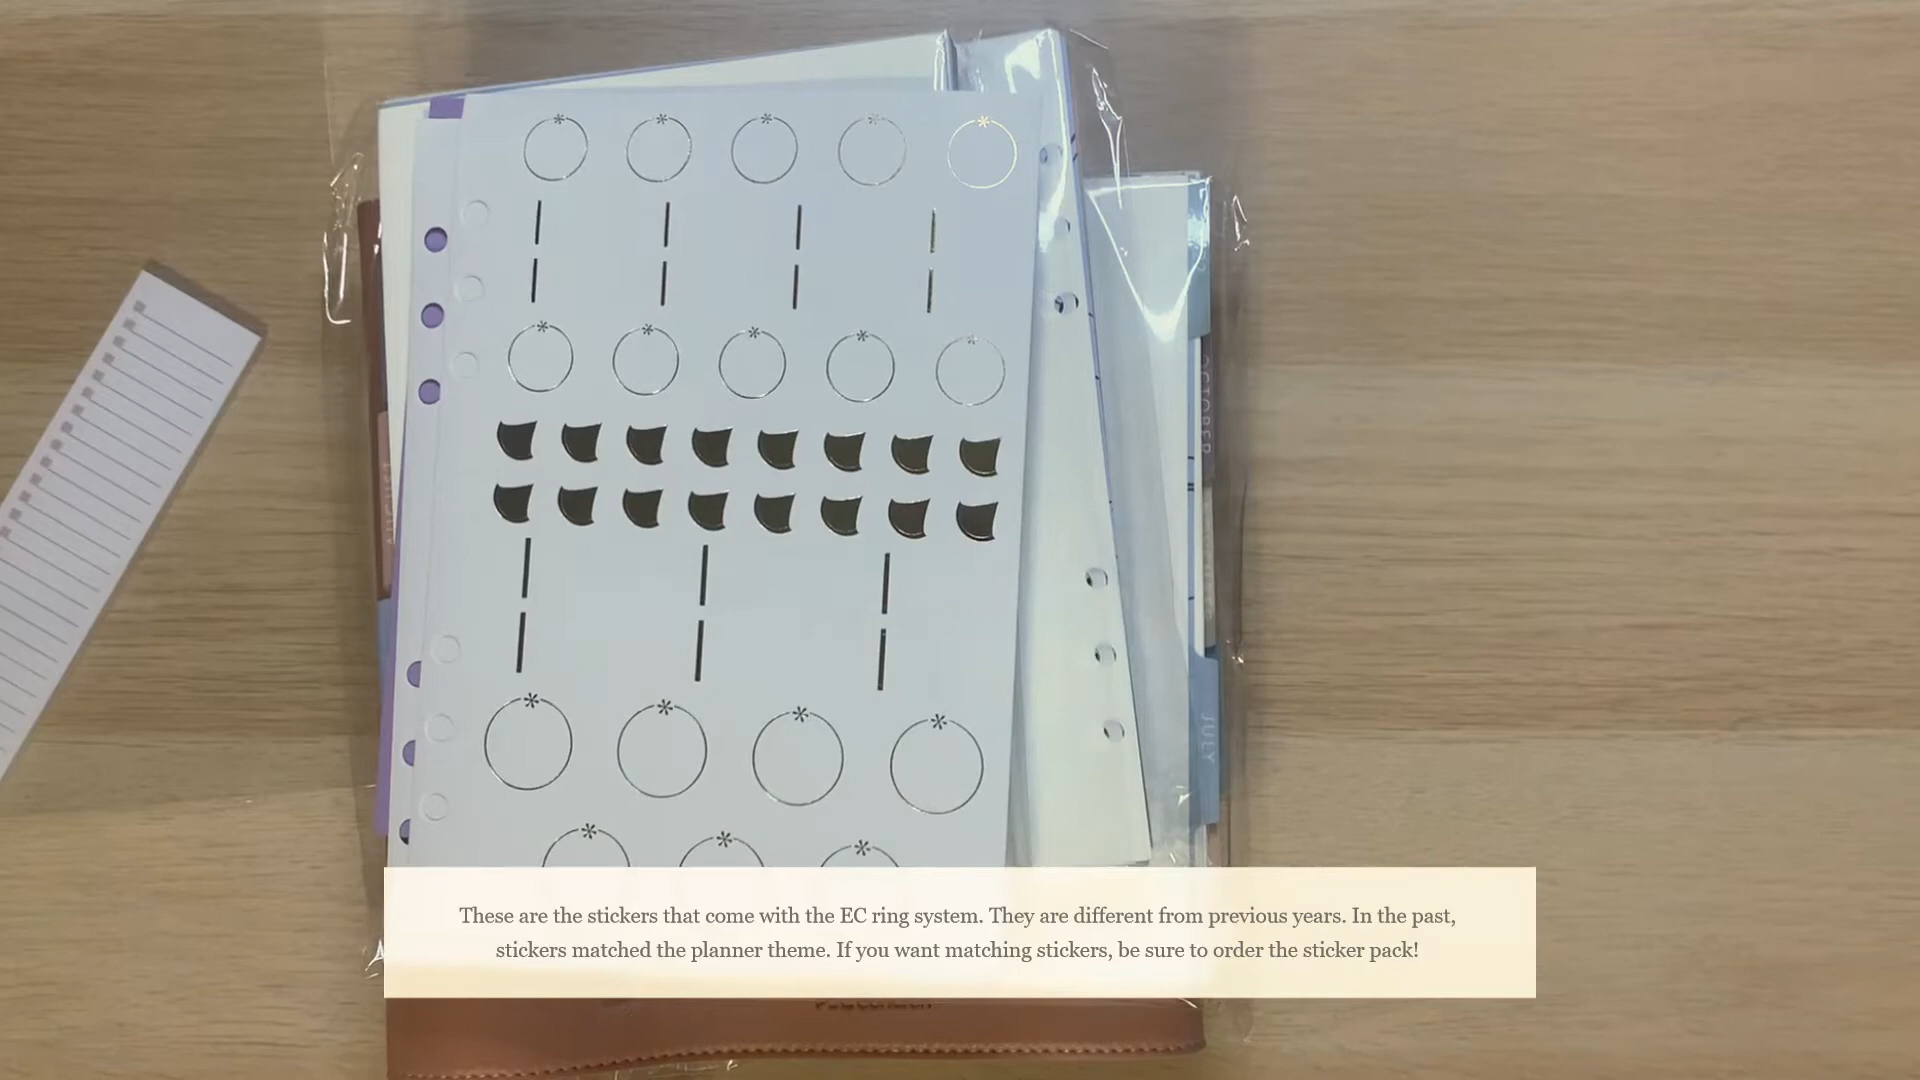 OCTOBER
AUGUST
JULY
These are the stickers that come with the EC ring system. They are different from previous years. In the past,
stickers matched the planner theme. If you want matching stickers, be sure to order the sticker pack!